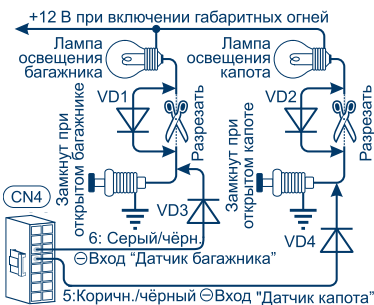 +12 В при включении габаритных огней
Лампа
освещения
багажника
Лампа
освещения
капота
VD1
Разрезать
Замкнут при
открытом багажнике
VD2
Разрезать
Замкнут при
открытом капоте
CN4
VD3
VD4
6: Серый/чёрн.
⊖Вход "Датчик багажника"
5:Коричн./чёрный ⊖Вход "Датчик капота"